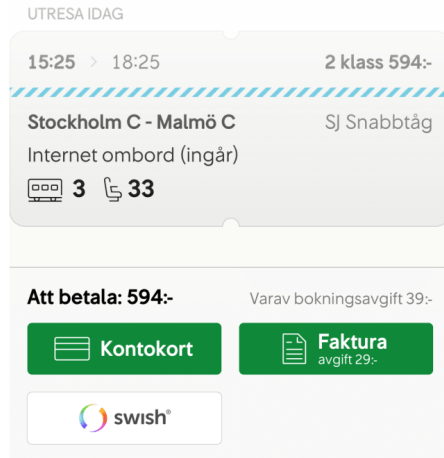 UTRESA IDAG
15:25 > 18:25 2 klass 594:-
Stockholm C - Malmö C SJ Snabbtåg
Internet ombord (ingår)
3 33
Att betala: 594:- Varav bokningsavgift 39:-
Kontokort
Faktura
avgift 29:-
swish®